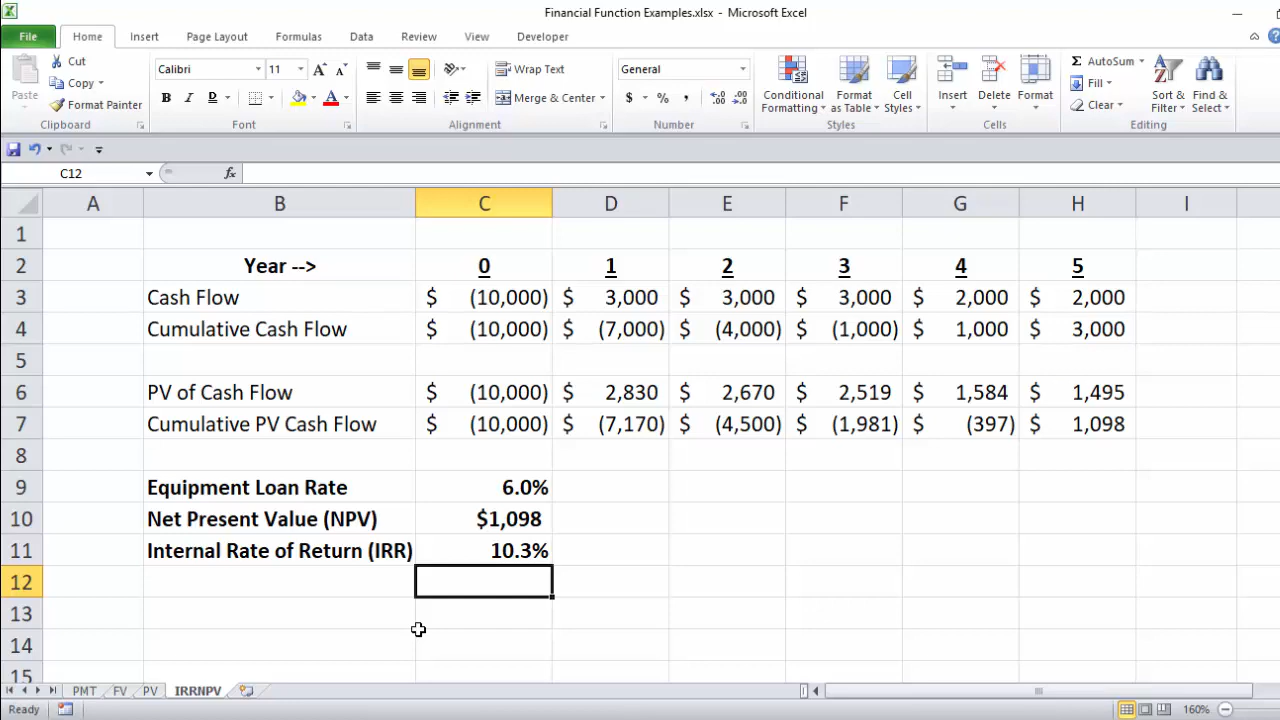 Financial Function Examples.xlsx - Microsoft Excel
File Home Insert Page Layout Formulas Data Review View Developer
Paste Cut Copy Format Painter
Calibri 11 A A
B I D A
Wrap Text
Merge & Center
General
$ % , .00 .0
Conditional Formatting Format as Table Cell Styles
Insert Delete Format
Σ AutoSum Fill Clear Sort & Filter Find & Select
Clipboard Font Alignment Number Styles Cells Editing
C12 fx
A B C D E F G H I
1
2 Year --> 0 1 2 3 4 5
3 Cash Flow $ (10,000) $ 3,000 $ 3,000 $ 3,000 $ 2,000 $ 2,000
4 Cumulative Cash Flow $ (10,000) $ (7,000) $ (4,000) $ (1,000) $ 1,000 $ 3,000
5
6 PV of Cash Flow $ (10,000) $ 2,830 $ 2,670 $ 2,519 $ 1,584 $ 1,495
7 Cumulative PV Cash Flow $ (10,000) $ (7,170) $ (4,500) $ (1,981) $ (397) $ 1,098
8
9 Equipment Loan Rate 6.0%
10 Net Present Value (NPV) $1,098
11 Internal Rate of Return (IRR) 10.3%
12
13
14
15
PMT FV PV IRRNPV
Ready 160%